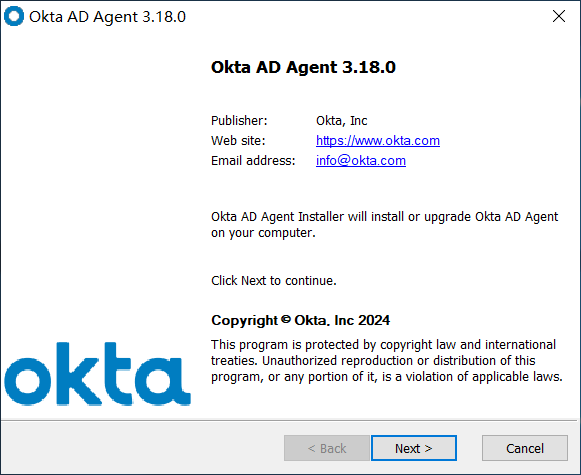 Okta AD Agent 3.18.0
Okta AD Agent 3.18.0
Publisher: Okta, Inc
Web site: https://www.okta.com
Email address: info@okta.com
Okta AD Agent Installer will install or upgrade Okta AD Agent
on your computer.
Click Next to continue.
Copyright © Okta, Inc 2024
This program is protected by copyright law and international
treaties. Unauthorized reproduction or distribution of this
program, or any portion of it, is a violation of applicable laws.
okta
< Back Next > Cancel